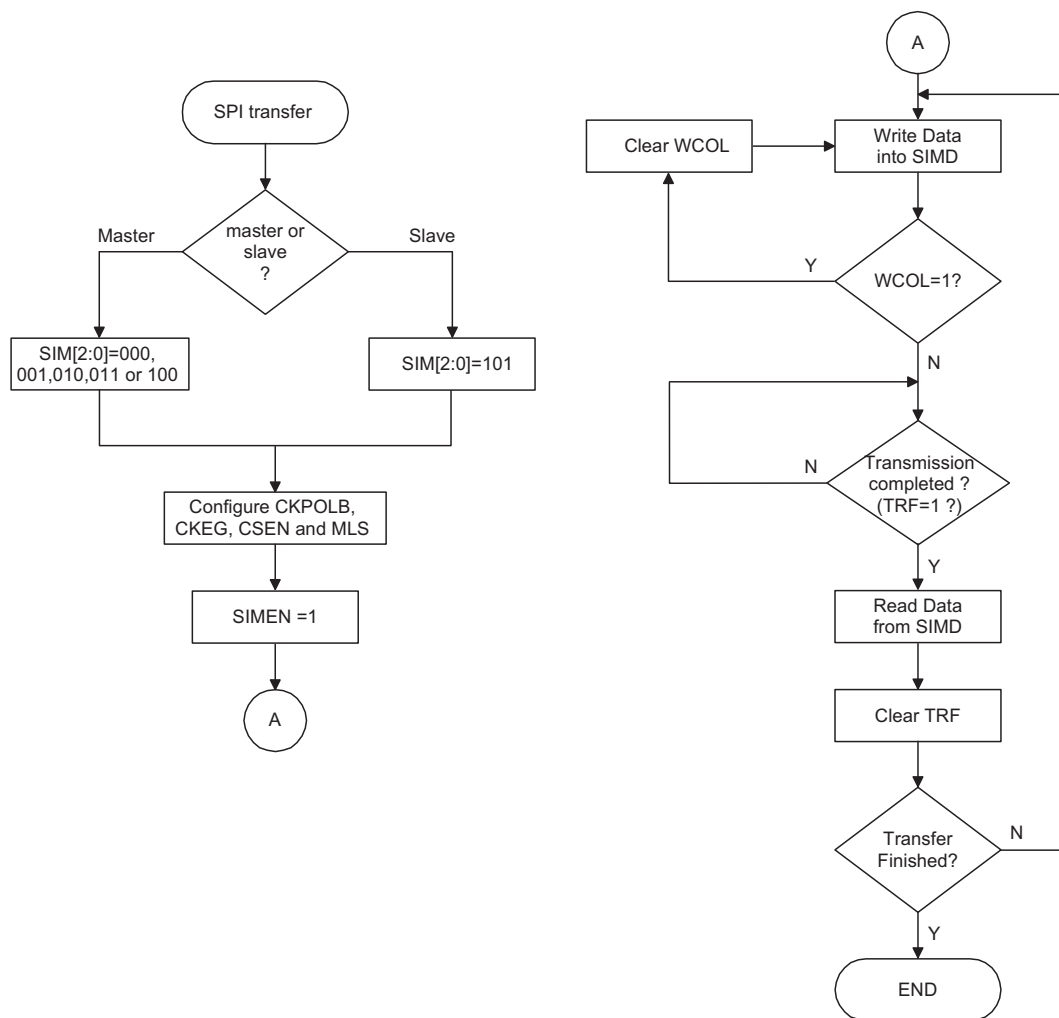 SPI transfer
master or
slave
?
Master
Slave
SIM[2:0]=000,
001,010,011 or 100
SIM[2:0]=101
Configure CKPOLB,
CKEG, CSEN and MLS
SIMEN =1
A
A
Write Data
into SIMD
Clear WCOL
WCOL=1?
Y
N
Transmission
completed ?
(TRF=1 ?)
N
Y
Read Data
from SIMD
Clear TRF
Transfer
Finished?
N
Y
END